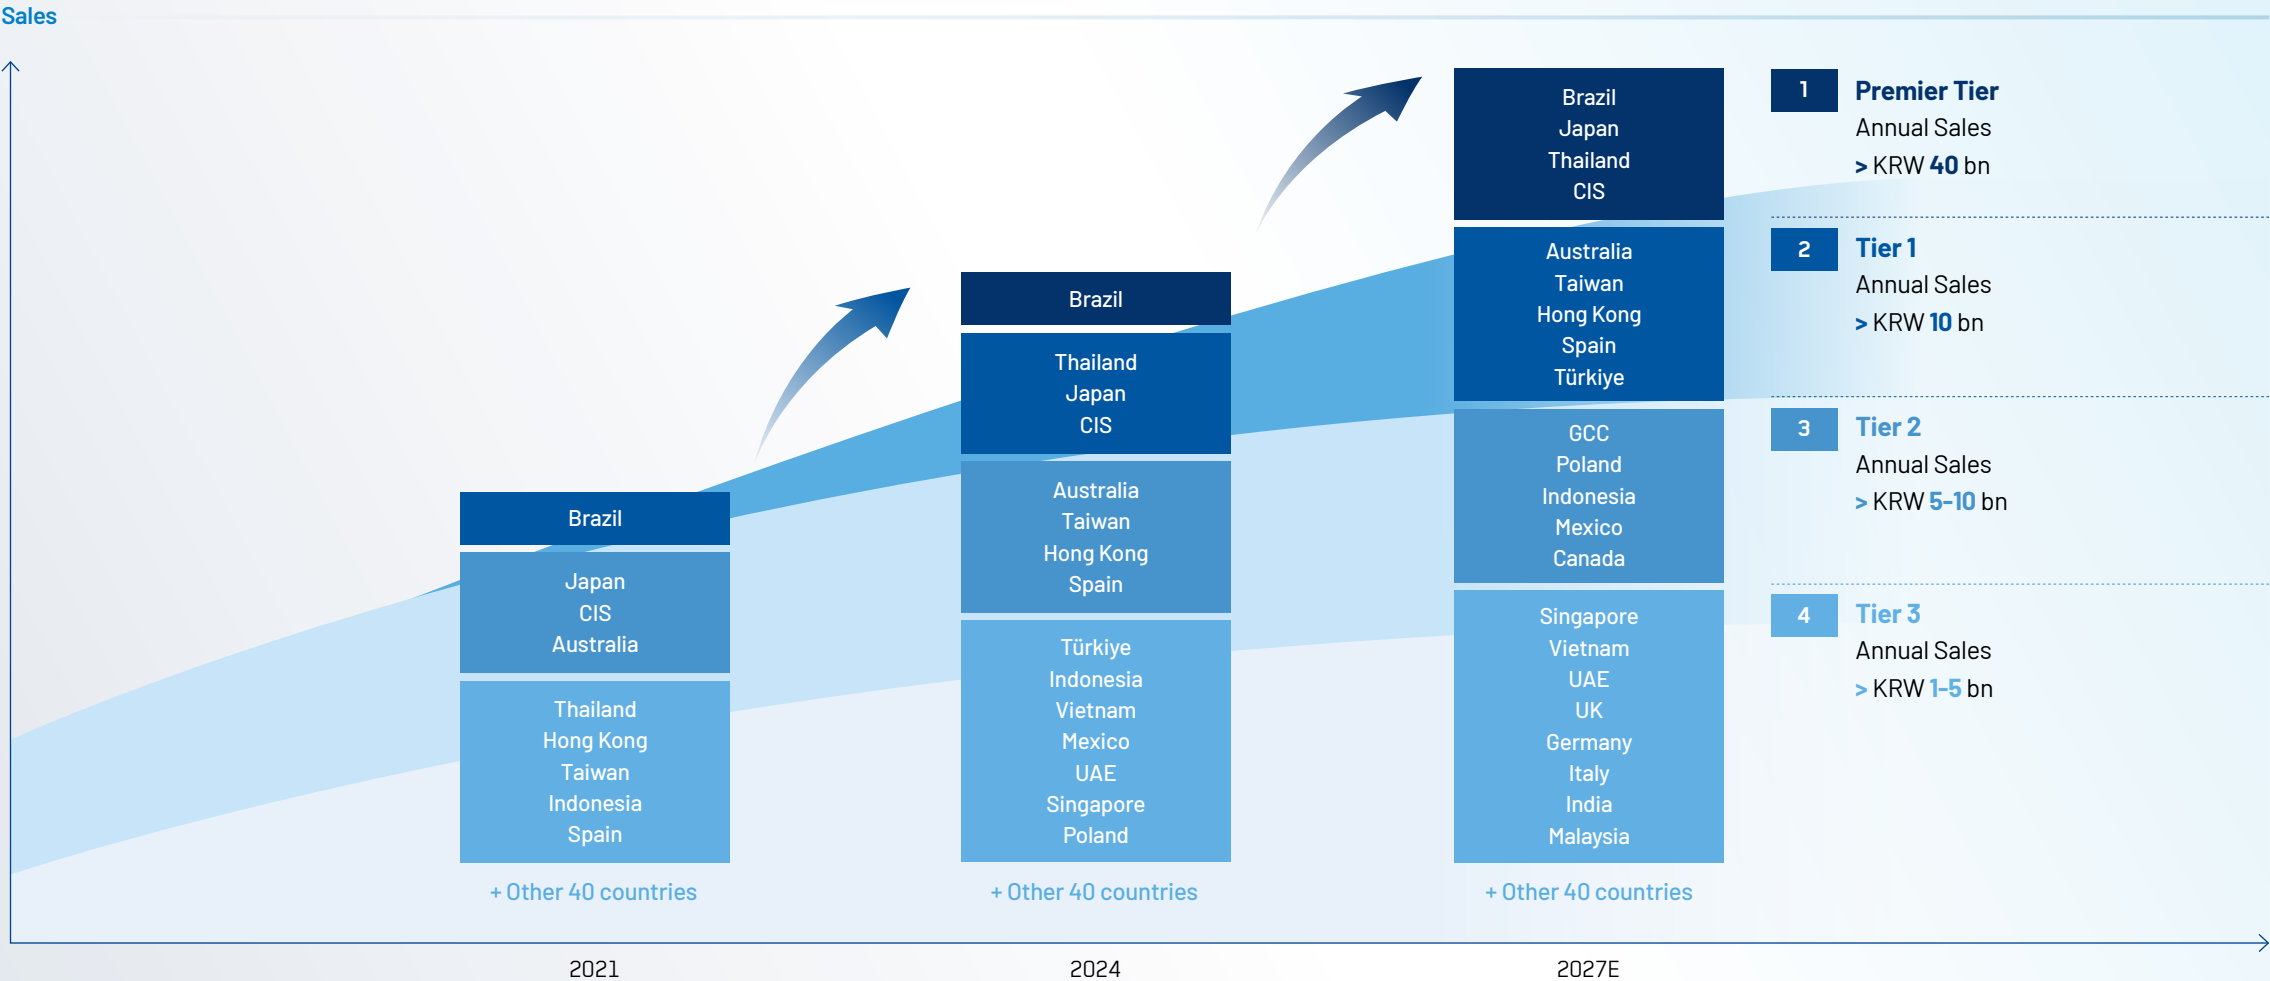 Sales
Brazil
Japan
CIS
Australia
Thailand
Hong Kong
Taiwan
Indonesia
Spain
+ Other 40 countries
2021
Brazil
Thailand
Japan
CIS
Australia
Taiwan
Hong Kong
Spain
Türkiye
Indonesia
Vietnam
Mexico
UAE
Singapore
Poland
+ Other 40 countries
2024
Brazil
Japan
Thailand
CIS
Australia
Taiwan
Hong Kong
Spain
Türkiye
GCC
Poland
Indonesia
Mexico
Canada
Singapore
Vietnam
UAE
UK
Germany
Italy
India
Malaysia
+ Other 40 countries
2027E
1 Premier Tier
Annual Sales
> KRW 40 bn
2 Tier 1
Annual Sales
> KRW 10 bn
3 Tier 2
Annual Sales
> KRW 5-10 bn
4 Tier 3
Annual Sales
> KRW 1-5 bn